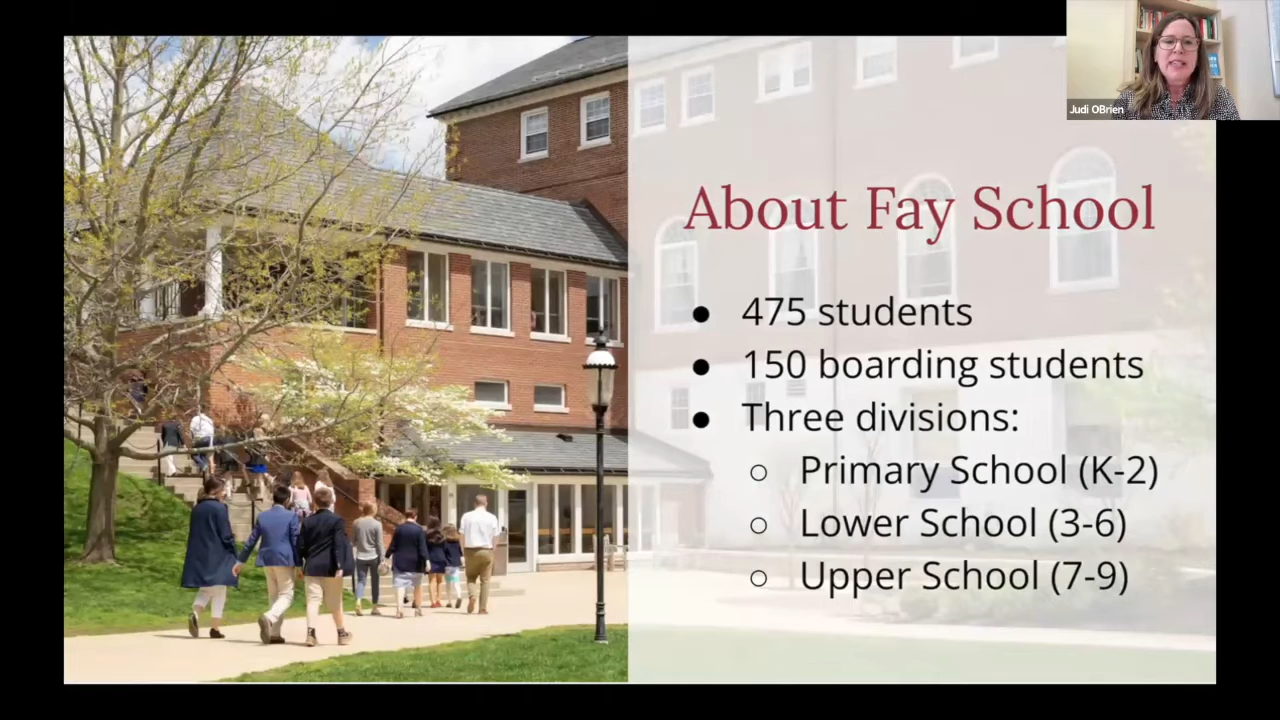 Judi OBrien
About Fay School
● 475 students
● 150 boarding students
● Three divisions:
○ Primary School (K-2)
○ Lower School (3-6)
○ Upper School (7-9)